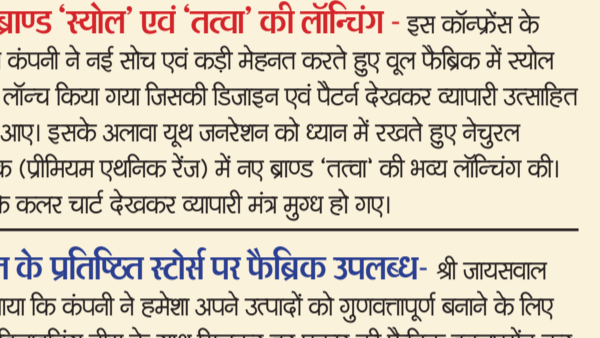 ब्राण्ड ‘स्योल’ एवं ‘तत्वा’ की लॉन्चिंग - इस कॉन्फ्रेंस के
कंपनी ने नई सोच एवं कड़ी मेहनत करते हुए वूल फैब्रिक में स्योल
लॉन्च किया गया जिसकी डिजाइन एवं पैटर्न देखकर व्यापारी उत्साहित
आए। इसके अलावा यूथ जनरेशन को ध्यान में रखते हुए नेचुरल
(प्रीमियम एथनिक रेंज) में नए ब्राण्ड ‘तत्वा’ की भव्य लॉन्चिंग की।
कलर चार्ट देखकर व्यापारी मंत्र मुग्ध हो गए।
के प्रतिष्ठित स्टोर्स पर फैब्रिक उपलब्ध- श्री जायसवाल
कि कंपनी ने हमेशा अपने उत्पादों को गुणवत्तापूर्ण बनाने के लिए